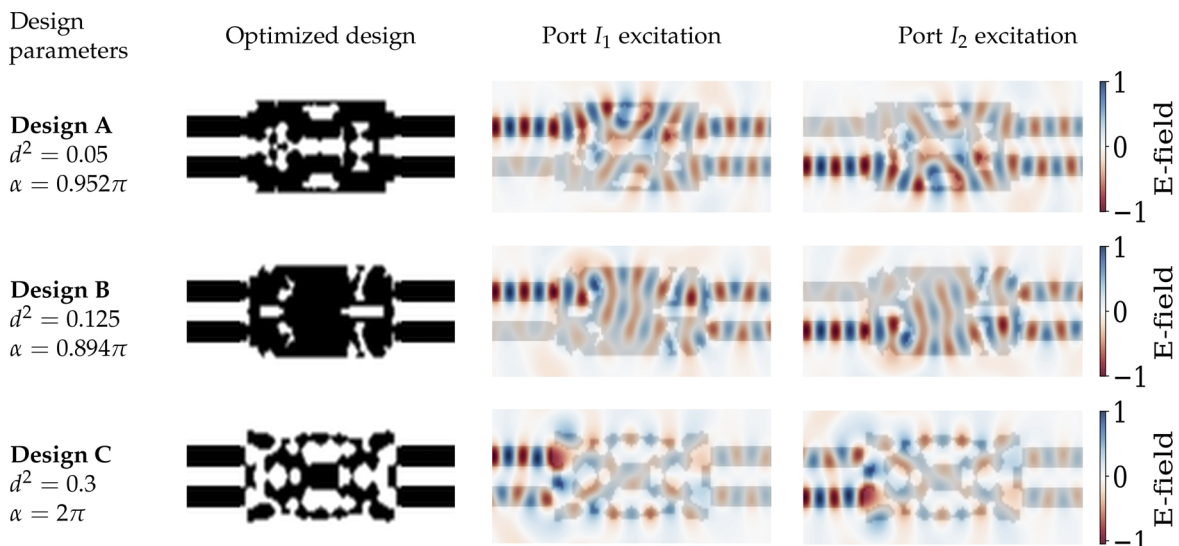 Design
parameters
Optimized design
Port I₁ excitation
Port I₂ excitation
Design A
d² = 0.05
α = 0.952π
1
0
−1
E-field
Design B
d² = 0.125
α = 0.894π
1
0
−1
E-field
Design C
d² = 0.3
α = 2π
1
0
−1
E-field